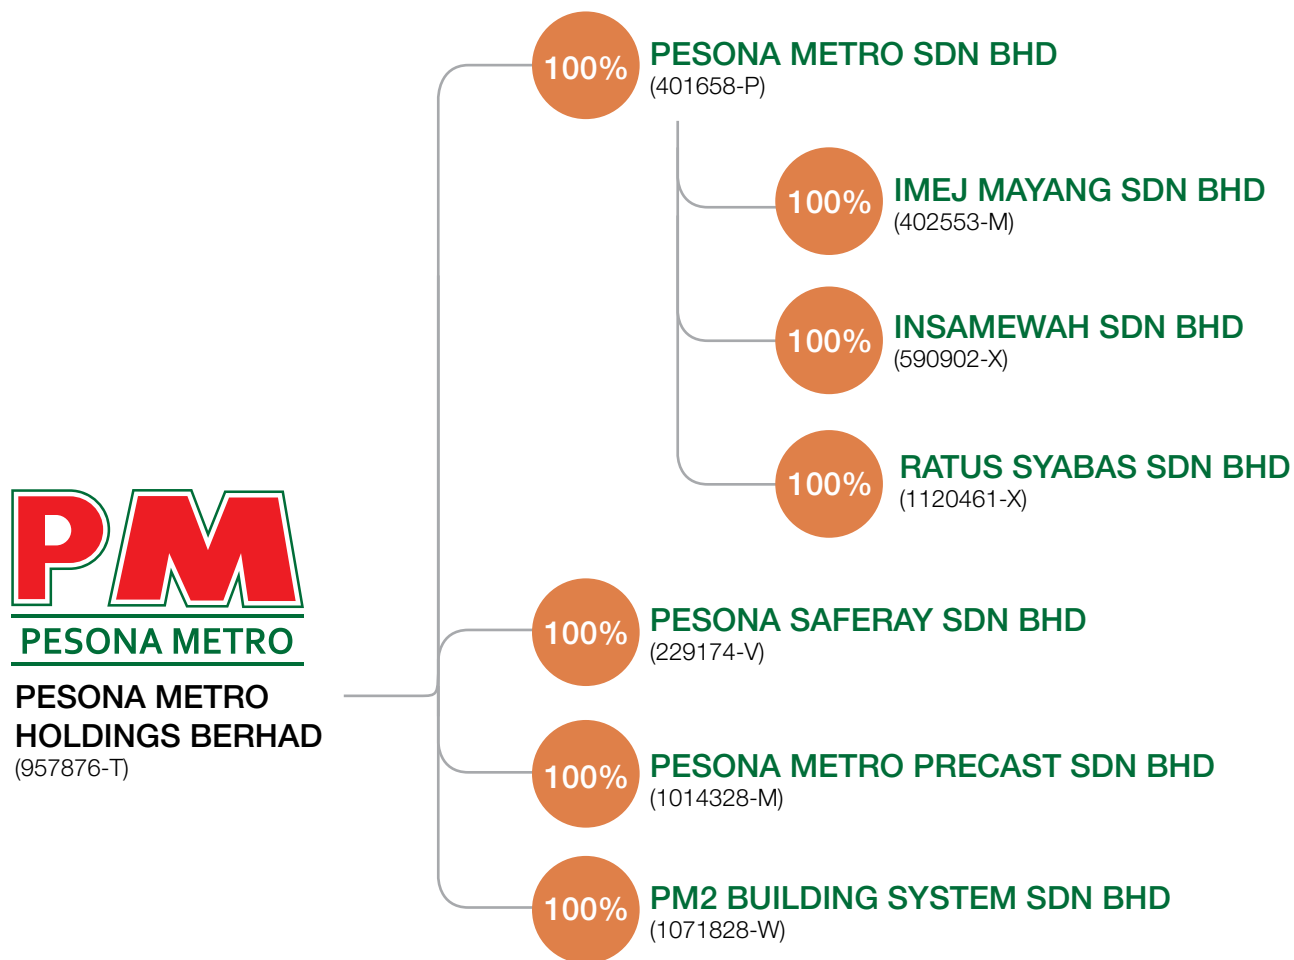 100%
PESONA METRO SDN BHD
(401658-P)
100%
IMEJ MAYANG SDN BHD
(402553-M)
100%
INSAMEWAH SDN BHD
(590902-X)
100%
RATUS SYABAS SDN BHD
(1120461-X)
PM
PESONA METRO
PESONA METRO
HOLDINGS BERHAD
(957876-T)
100%
PESONA SAFERAY SDN BHD
(229174-V)
100%
PESONA METRO PRECAST SDN BHD
(1014328-M)
100%
PM2 BUILDING SYSTEM SDN BHD
(1071828-W)